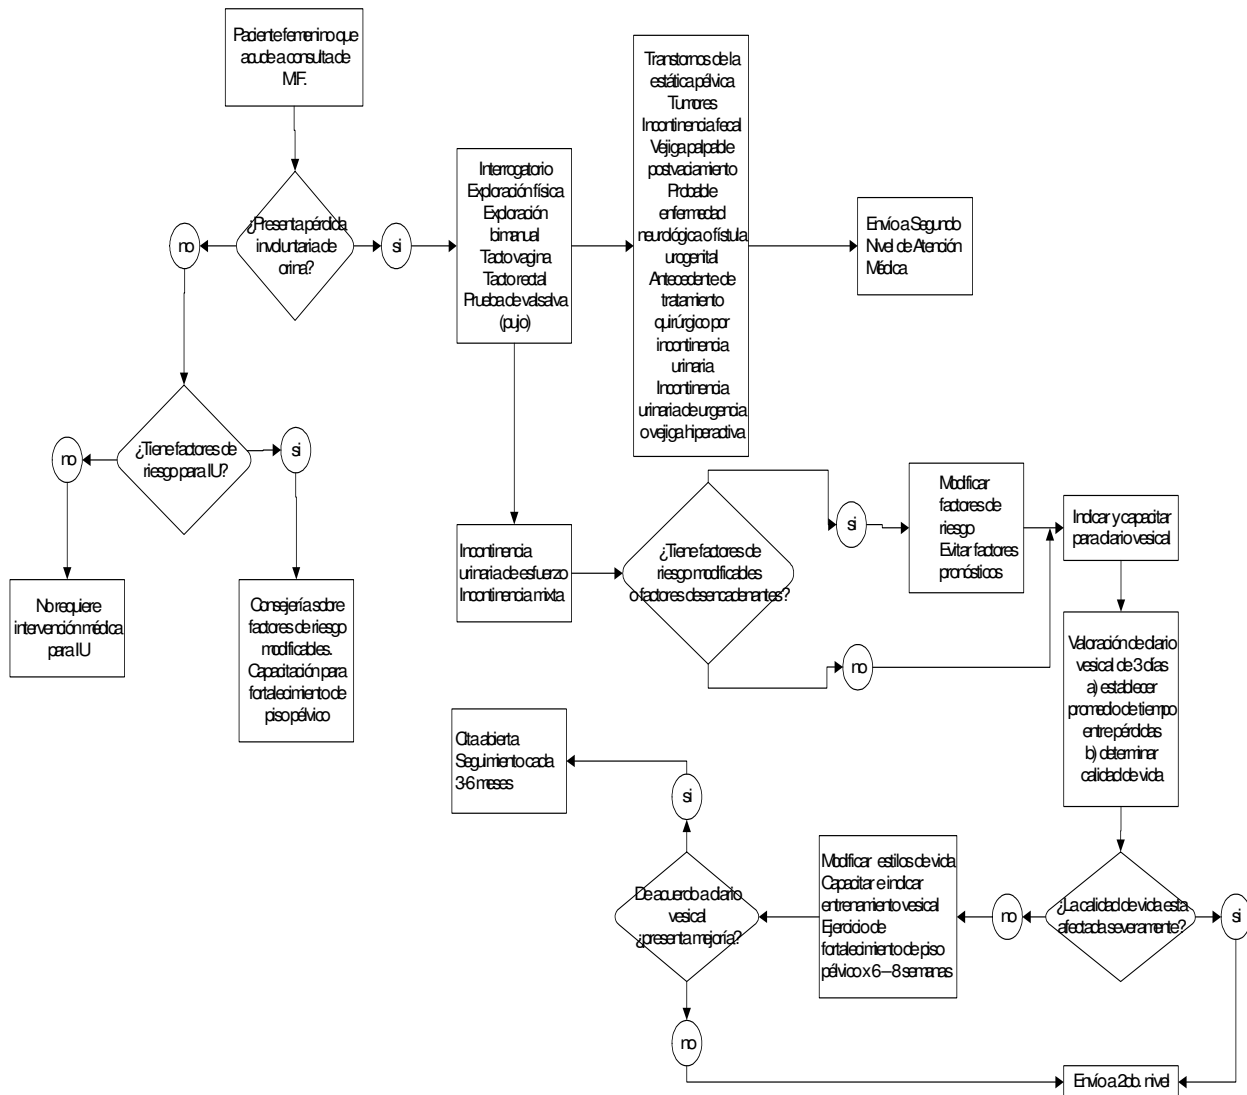 Paciente femenino que
acude a consulta de
MF.
¿Presenta pérdida
involuntaria de
orina?
no
si
Interrogatorio
Exploración física
Exploración
bimanual
Tacto vagina
Tacto rectal
Prueba de valsalva
(pujo)
Transtornos de la
estática pélvica
Tumores
Incontinencia fecal
Vejiga palpable
postvaciamiento
Probable
enfermedad
neurológica o fístula
urogenital
Antecedente de
tratamiento
quirúrgico por
incontinencia
urinaria
Incontinencia
urinaria de urgencia
o vejiga hiperactiva
Envío a Segundo
Nivel de Atención
Médica
¿Tiene factores de
riesgo para IU?
no
si
No requiere
intervención médica
para IU
Consejería sobre
factores de riesgo
modificables.
Capacitación para
fortalecimiento de
piso pélvico
Incontinencia
urinaria de esfuerzo
Incontinencia mixta
¿Tiene factores de
riesgo modificables
o factores desencadenantes?
si
no
Modificar
factores de
riesgo
Evitar factores
pronósticos
Indicar y capacitar
para diario vesical
Valoración de diario
vesical de 3 días
a) establecer
promedio de tiempo
entre pérdidas
b) determinar
calidad de vida
¿La calidad de vida esta
afectada severamente?
no
si
Modificar estilos de vida
Capacitar e indicar
entrenamiento vesical
Ejercicio de
fortalecimiento de piso
pélvico x 6 – 8 semanas
De acuerdo a diario
vesical
¿presenta mejoría?
si
no
Cita abierta
Seguimiento cada
3-6 meses
Envío a 2do. nivel